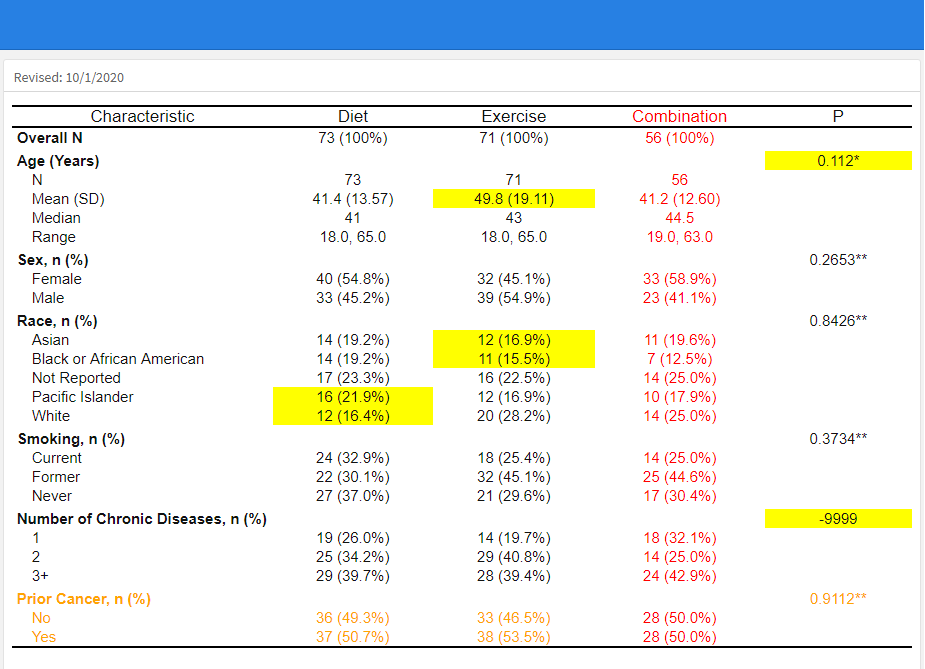 Revised: 10/1/2020
Characteristic Diet Exercise Combination P
Overall N 73 (100%) 71 (100%) 56 (100%)
Age (Years) 0.112*
N 73 71 56
Mean (SD) 41.4 (13.57) 49.8 (19.11) 41.2 (12.60)
Median 41 43 44.5
Range 18.0, 65.0 18.0, 65.0 19.0, 63.0
Sex, n (%) 0.2653**
Female 40 (54.8%) 32 (45.1%) 33 (58.9%)
Male 33 (45.2%) 39 (54.9%) 23 (41.1%)
Race, n (%) 0.8426**
Asian 14 (19.2%) 12 (16.9%) 11 (19.6%)
Black or African American 14 (19.2%) 11 (15.5%) 7 (12.5%)
Not Reported 17 (23.3%) 16 (22.5%) 14 (25.0%)
Pacific Islander 16 (21.9%) 12 (16.9%) 10 (17.9%)
White 12 (16.4%) 20 (28.2%) 14 (25.0%)
Smoking, n (%) 0.3734**
Current 24 (32.9%) 18 (25.4%) 14 (25.0%)
Former 22 (30.1%) 32 (45.1%) 25 (44.6%)
Never 27 (37.0%) 21 (29.6%) 17 (30.4%)
Number of Chronic Diseases, n (%) -9999
1 19 (26.0%) 14 (19.7%) 18 (32.1%)
2 25 (34.2%) 29 (40.8%) 14 (25.0%)
3+ 29 (39.7%) 28 (39.4%) 24 (42.9%)
Prior Cancer, n (%) 0.9112**
No 36 (49.3%) 33 (46.5%) 28 (50.0%)
Yes 37 (50.7%) 38 (53.5%) 28 (50.0%)